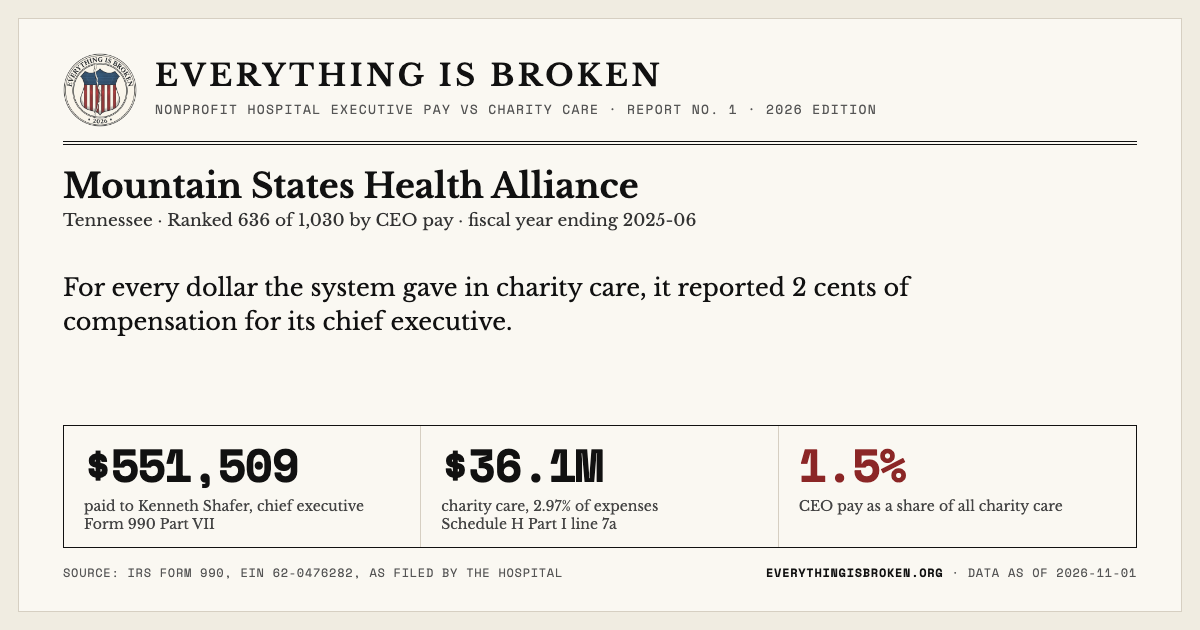 EVERYTHING IS BROKEN
2026
EVERYTHING IS BROKEN
NONPROFIT HOSPITAL EXECUTIVE PAY VS CHARITY CARE · REPORT NO. 1 · 2026 EDITION
Mountain States Health Alliance
Tennessee · Ranked 636 of 1,030 by CEO pay · fiscal year ending 2025-06
For every dollar the system gave in charity care, it reported 2 cents of
compensation for its chief executive.
$551,509
paid to Kenneth Shafer, chief executive
Form 990 Part VII
$36.1M
charity care, 2.97% of expenses
Schedule H Part I line 7a
1.5%
CEO pay as a share of all charity care
SOURCE: IRS FORM 990, EIN 62-0476282, AS FILED BY THE HOSPITAL
EVERYTHINGISBROKEN.ORG · DATA AS OF 2026-11-01